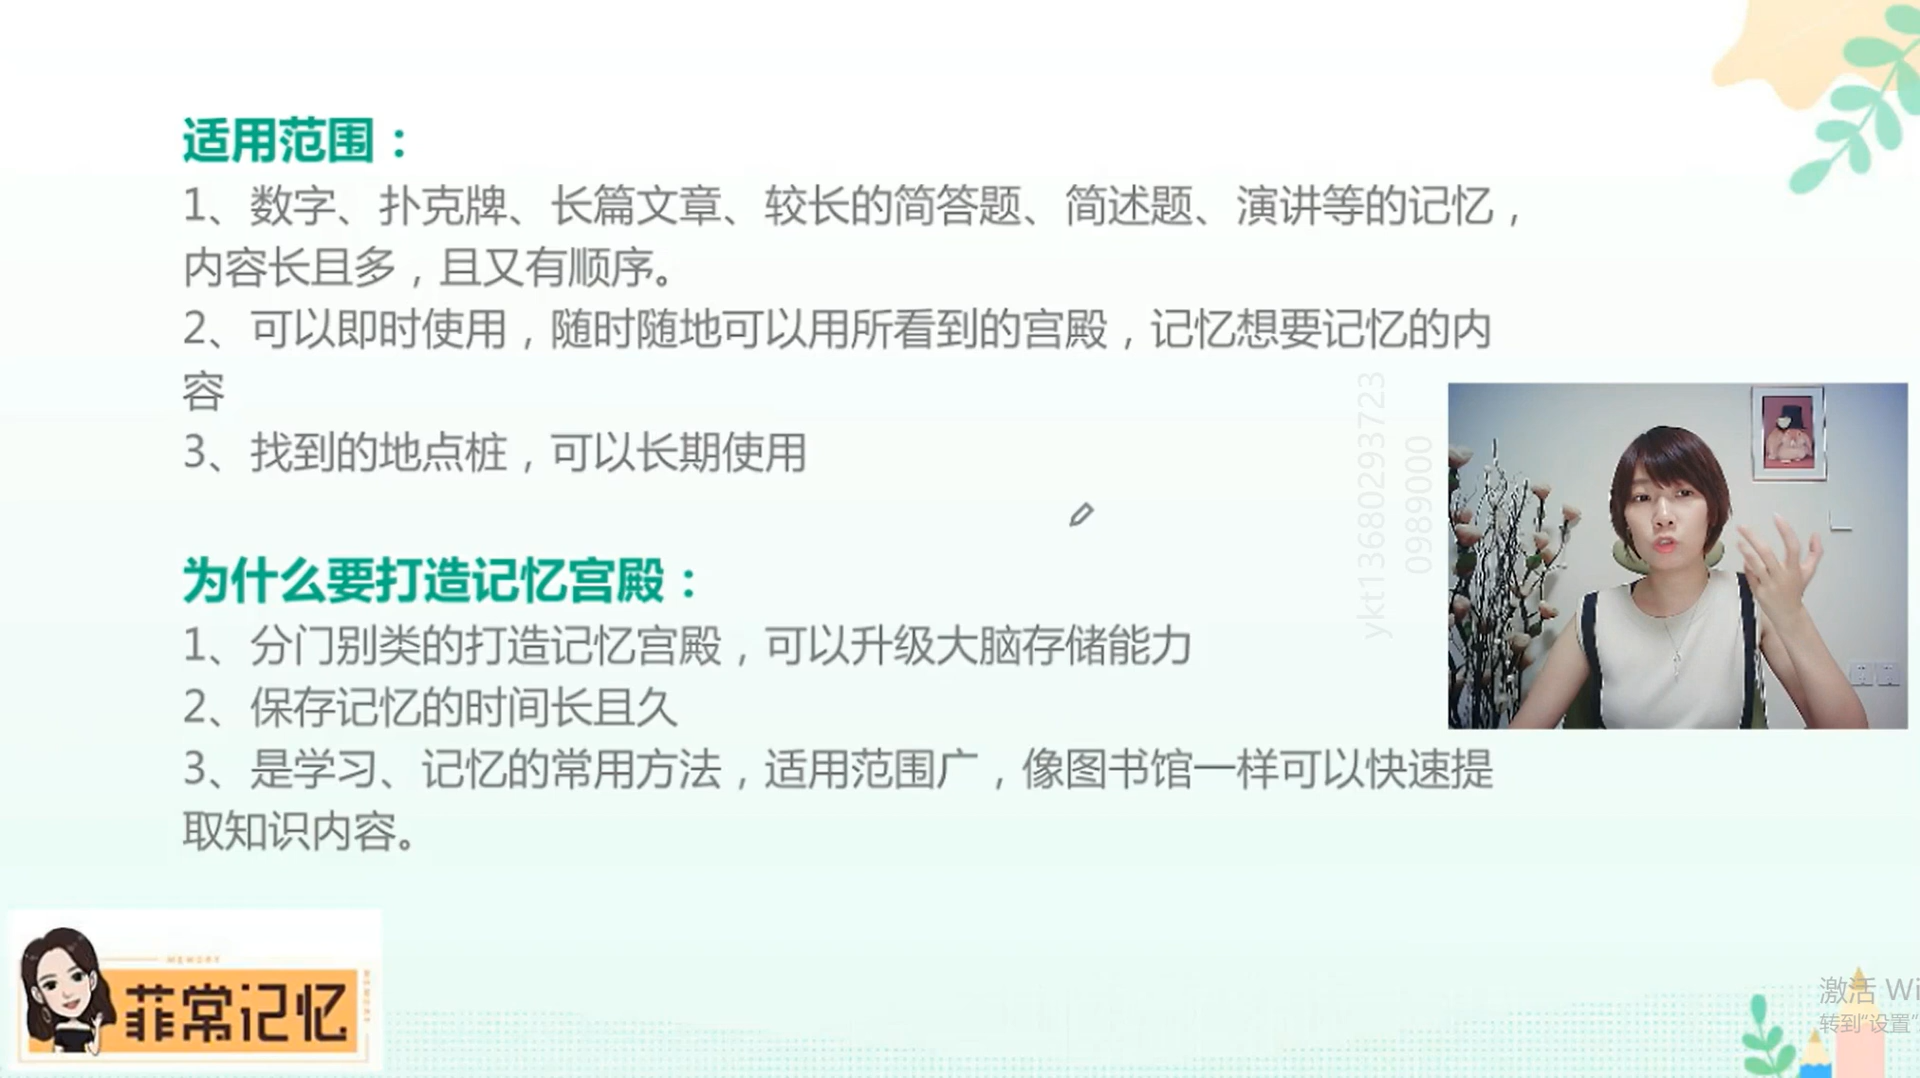 适用范围：
1、数字、扑克牌、长篇文章、较长的简答题、简述题、演讲等的记忆，
内容长且多，且又有顺序。
2、可以即时使用，随时随地可以用所看到的宫殿，记忆想要记忆的内
容
3、找到的地点桩，可以长期使用
为什么要打造记忆宫殿：
1、分门别类的打造记忆宫殿，可以升级大脑存储能力
2、保存记忆的时间长且久
3、是学习、记忆的常用方法，适用范围广，像图书馆一样可以快速提
取知识内容。
ykt13680293723
0989000
MEMORY
菲常记忆
激活 Wi
转到"设置"